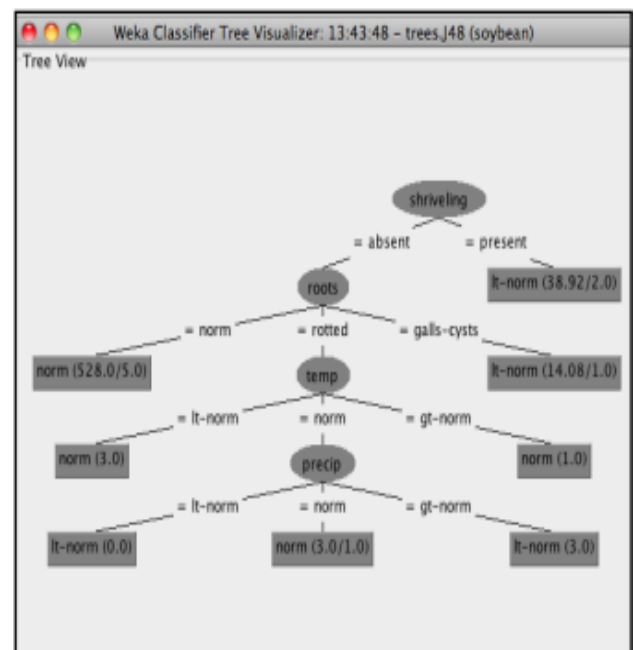 Weka Classifier Tree Visualizer: 13:43:48 - trees.J48 (soybean)
Tree View
shriveling
= absent = present
roots lt-norm (38.92/2.0)
= norm = rotted = galls-cysts
norm (528.0/5.0) temp lt-norm (14.08/1.0)
= lt-norm = norm = gt-norm
norm (3.0) precip norm (1.0)
= lt-norm = norm = gt-norm
lt-norm (0.0) norm (3.0/1.0) lt-norm (3.0)